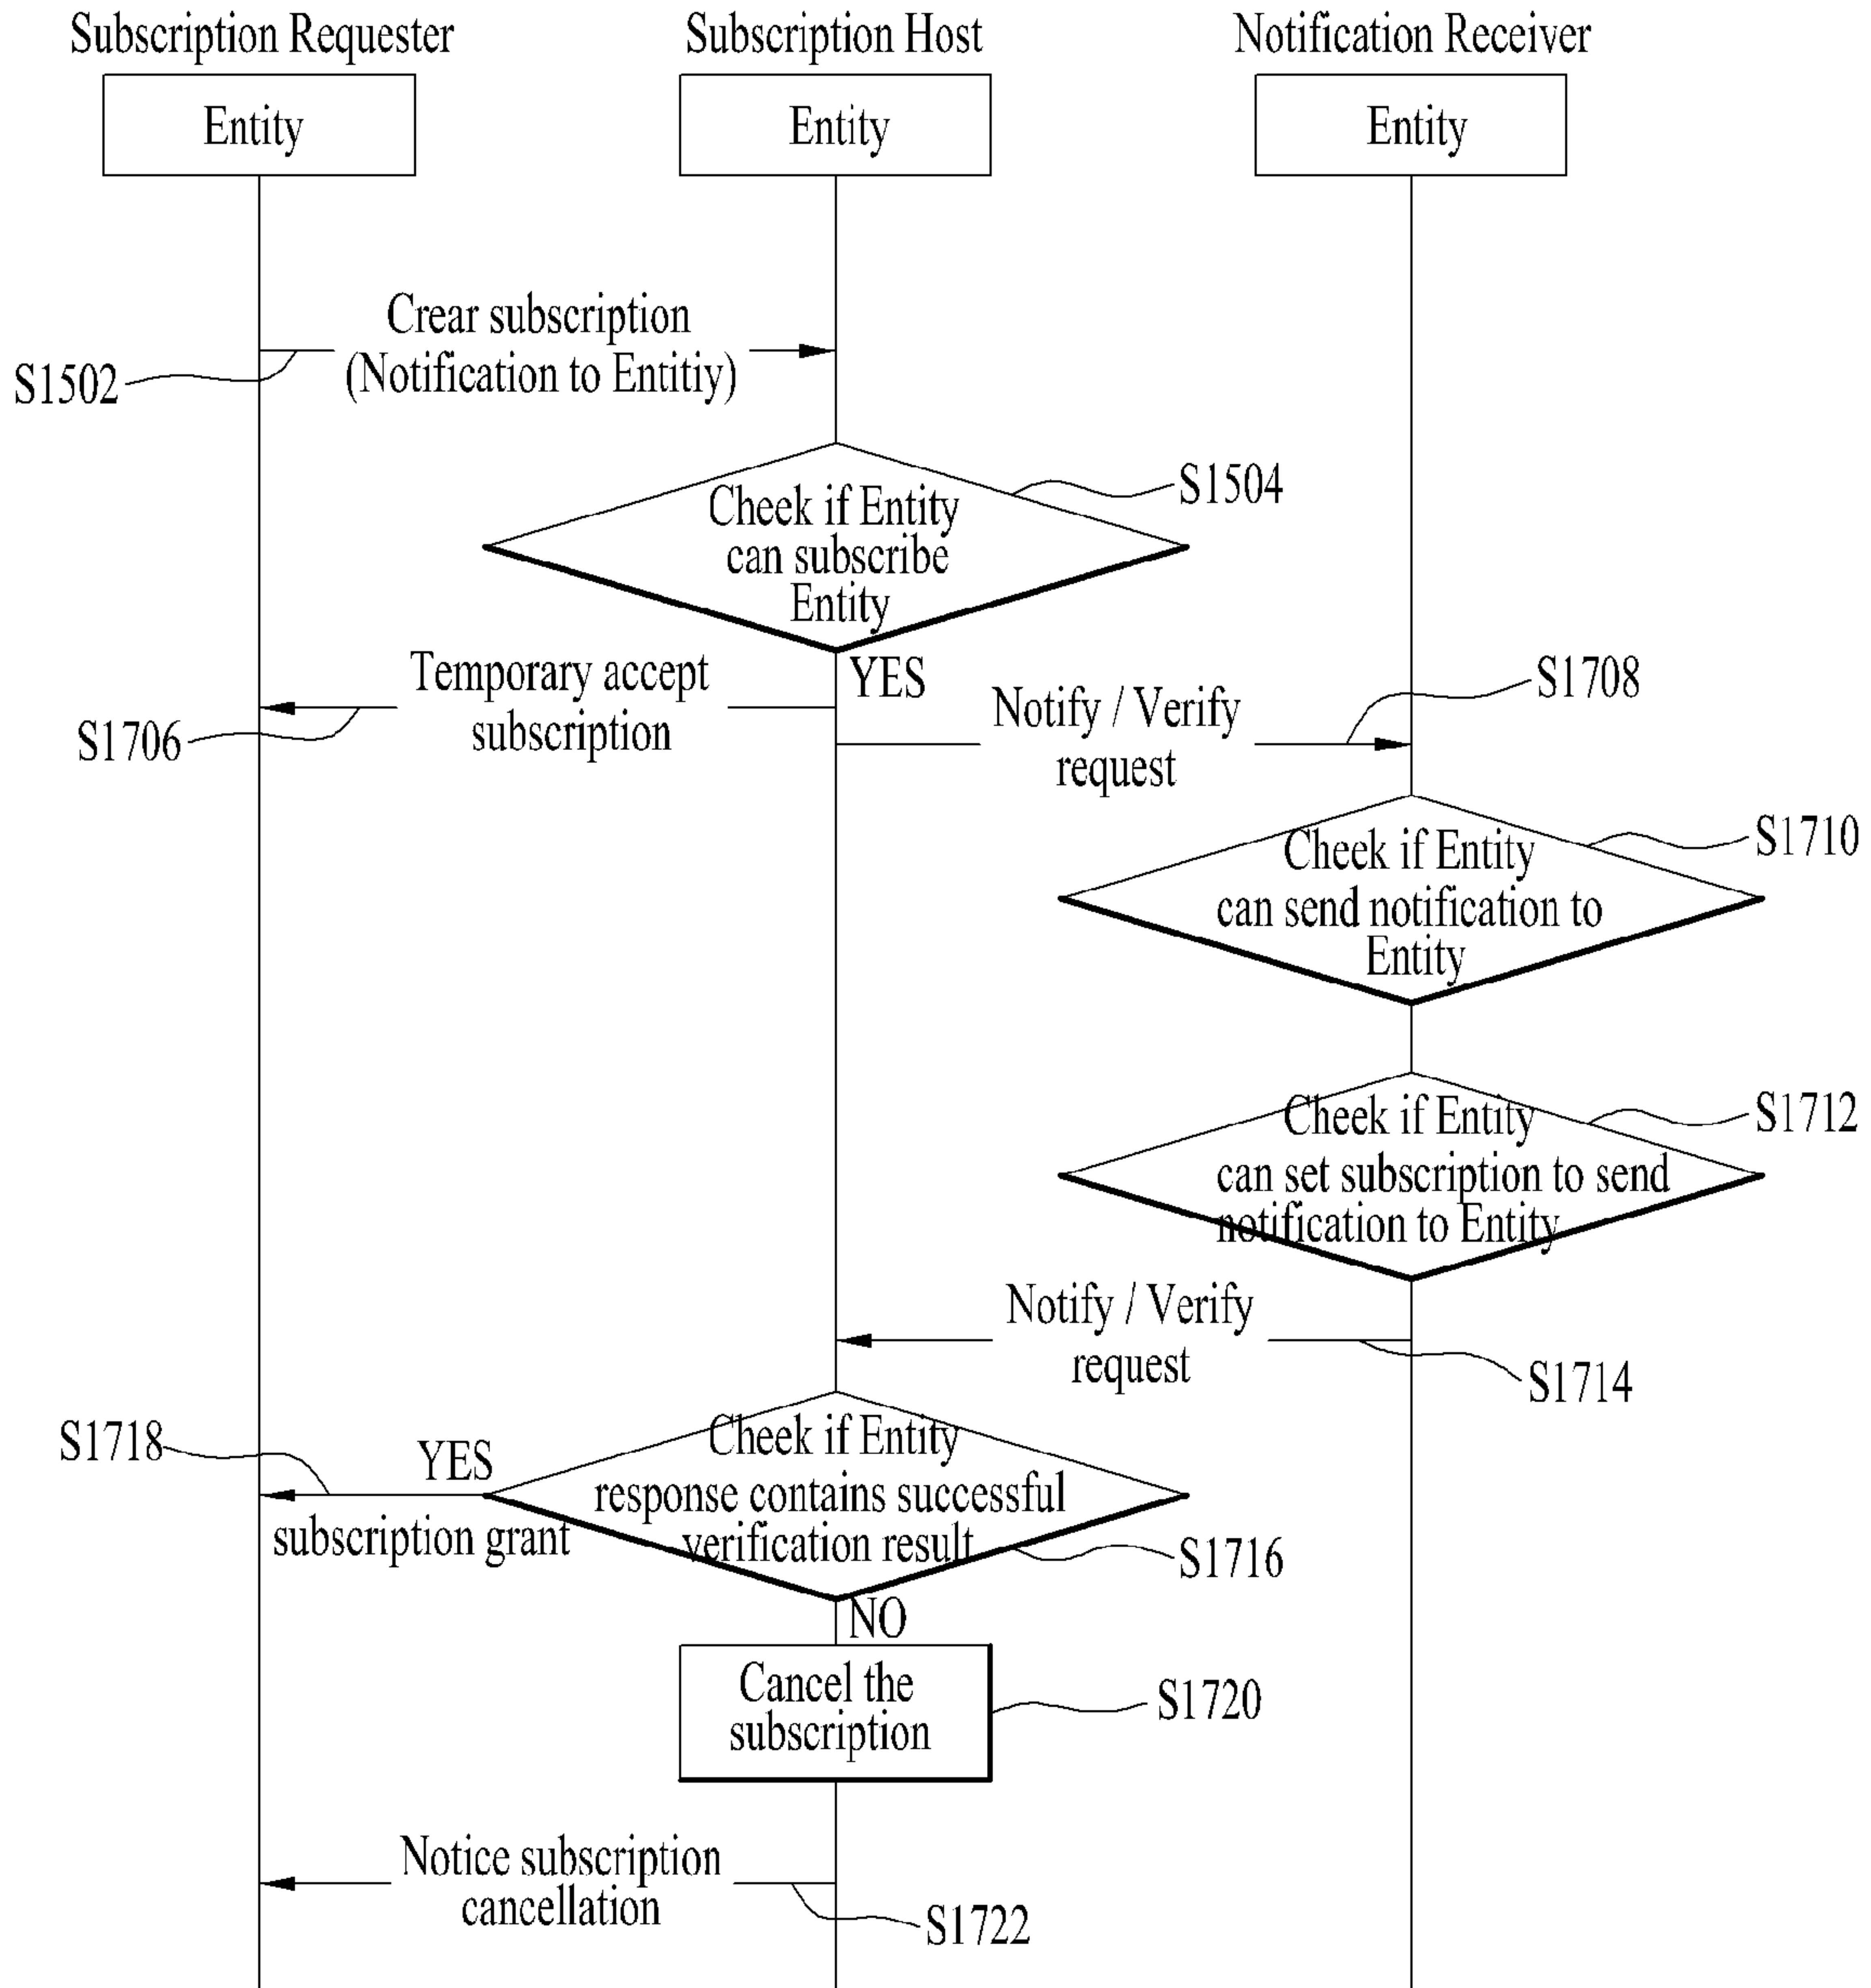 Subscription Requester
Subscription Host
Notification Receiver
Entity
Entity
Entity
Crear subscription
(Notification to Entitiy)
S1502
Cheek if Entity
can subscribe
Entity
S1504
YES
Temporary accept
subscription
S1706
Notify / Verify
request
S1708
Cheek if Entity
can send notification to
Entity
S1710
Cheek if Entity
can set subscription to send
notification to Entity
S1712
Notify / Verify
request
S1714
Cheek if Entity
response contains successful
verification result
S1716
YES
S1718
subscription grant
NO
Cancel the
subscription
S1720
Notice subscription
cancellation
S1722